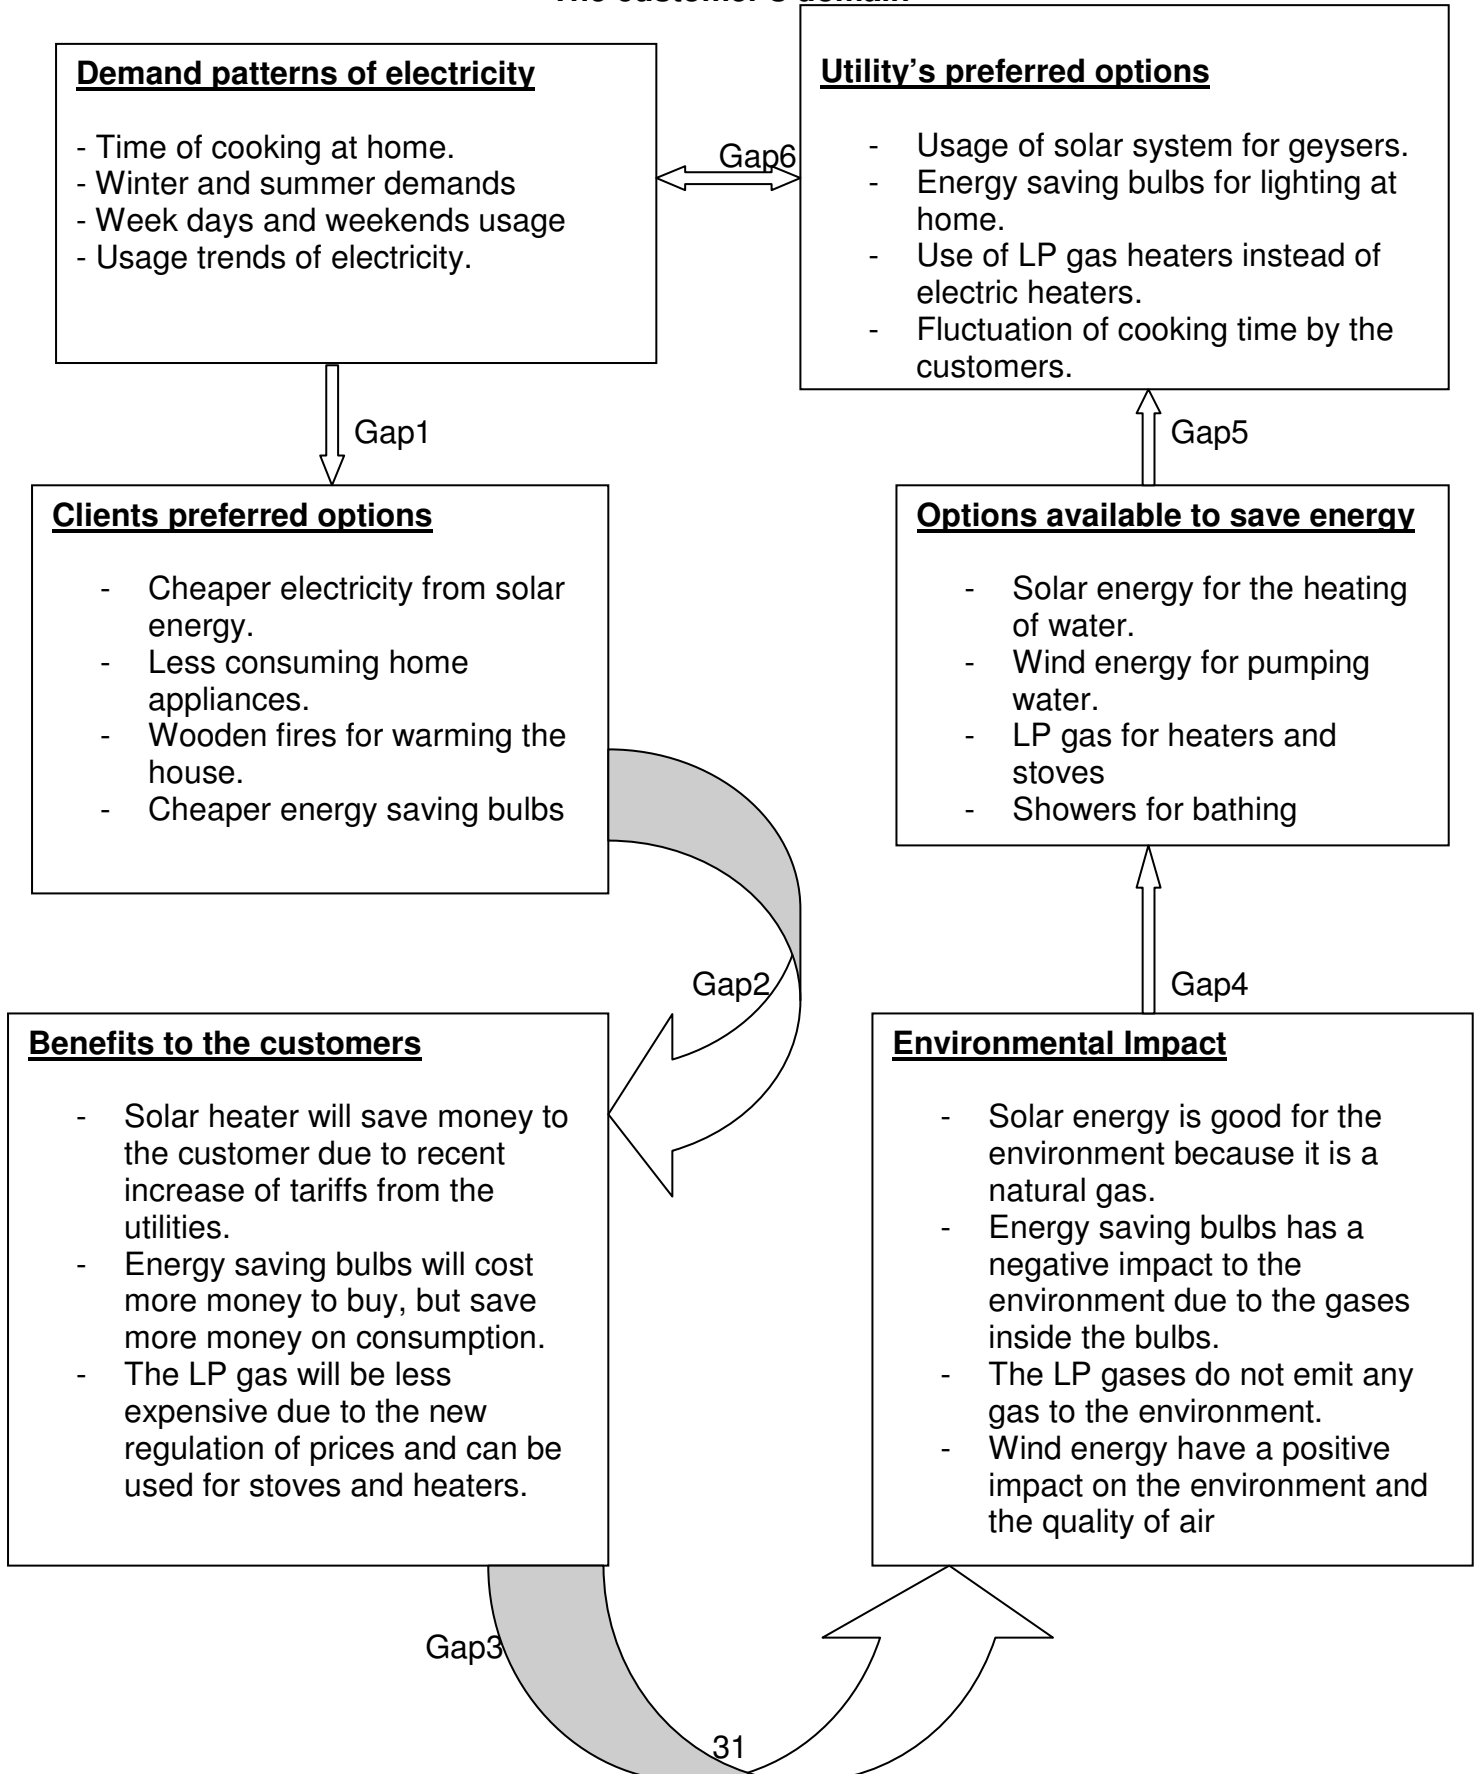 Demand patterns of electricity
- Time of cooking at home.
- Winter and summer demands
- Week days and weekends usage
- Usage trends of electricity.
Gap6
Utility's preferred options
- Usage of solar system for geysers.
- Energy saving bulbs for lighting at
home.
- Use of LP gas heaters instead of
electric heaters.
- Fluctuation of cooking time by the
customers.
Gap1
Gap5
Clients preferred options
- Cheaper electricity from solar
energy.
- Less consuming home
appliances.
- Wooden fires for warming the
house.
- Cheaper energy saving bulbs
Options available to save energy
- Solar energy for the heating
of water.
- Wind energy for pumping
water.
- LP gas for heaters and
stoves
- Showers for bathing
Gap2
Gap4
Benefits to the customers
- Solar heater will save money to
the customer due to recent
increase of tariffs from the
utilities.
- Energy saving bulbs will cost
more money to buy, but save
more money on consumption.
- The LP gas will be less
expensive due to the new
regulation of prices and can be
used for stoves and heaters.
Environmental Impact
- Solar energy is good for the
environment because it is a
natural gas.
- Energy saving bulbs has a
negative impact to the
environment due to the gases
inside the bulbs.
- The LP gases do not emit any
gas to the environment.
- Wind energy have a positive
impact on the environment and
the quality of air
Gap3
31